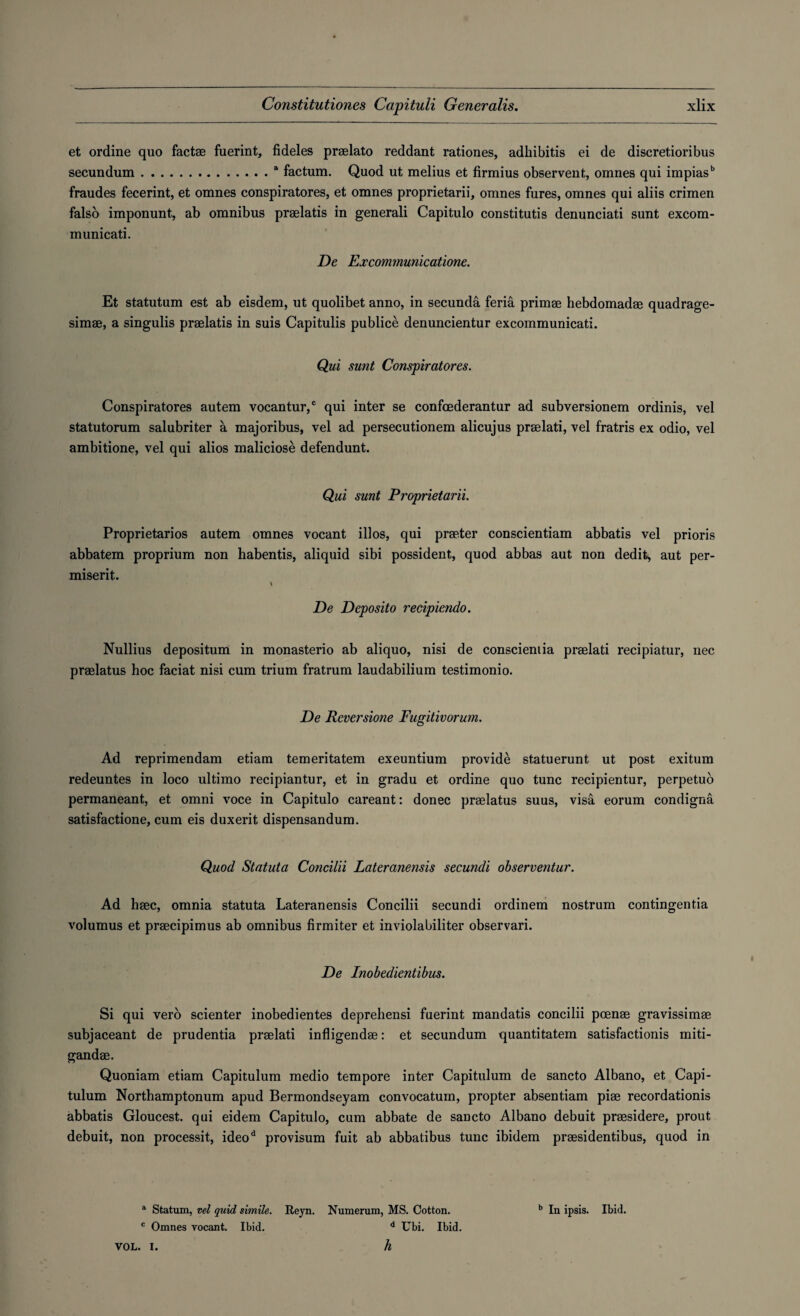 Constitutiones Capituli Generalis. xlix
et ordine quo factæ fuerint, fideles prælato reddant rationes, adhibitis ei de discretioribus
secundum . . . . . . . . . . . . . . ᵃ factum. Quod ut melius et firmius observent, omnes qui impiasᵇ
fraudes fecerint, et omnes conspiratores, et omnes proprietarii, omnes fures, omnes qui aliis crimen
falsò imponunt, ab omnibus prælatis in generali Capitulo constitutis denunciati sunt excom-
municati.
De Excommunicatione.
Et statutum est ab eisdem, ut quolibet anno, in secundâ feriâ primæ hebdomadæ quadrage-
simæ, a singulis prælatis in suis Capitulis publicè denuncientur excommunicati.
Qui sunt Conspiratores.
Conspiratores autem vocantur,ᶜ qui inter se confœderantur ad subversionem ordinis, vel
statutorum salubriter à majoribus, vel ad persecutionem alicujus prælati, vel fratris ex odio, vel
ambitione, vel qui alios maliciosè defendunt.
Qui sunt Proprietarii.
Proprietarios autem omnes vocant illos, qui præter conscientiam abbatis vel prioris
abbatem proprium non habentis, aliquid sibi possident, quod abbas aut non dedit, aut per-
miserit.
De Deposito recipiendo.
Nullius depositum in monasterio ab aliquo, nisi de conscientia prælati recipiatur, nec
prælatus hoc faciat nisi cum trium fratrum laudabilium testimonio.
De Reversione Fugitivorum.
Ad reprimendam etiam temeritatem exeuntium providè statuerunt ut post exitum
redeuntes in loco ultimo recipiantur, et in gradu et ordine quo tunc recipientur, perpetuò
permaneant, et omni voce in Capitulo careant: donec prælatus suus, visâ eorum condignâ
satisfactione, cum eis duxerit dispensandum.
Quod Statuta Concilii Lateranensis secundi observentur.
Ad hæc, omnia statuta Lateranensis Concilii secundi ordinem nostrum contingentia
volumus et præcipimus ab omnibus firmiter et inviolabiliter observari.
De Inobedientibus.
Si qui verò scienter inobedientes deprehensi fuerint mandatis concilii pœnæ gravissimæ
subjaceant de prudentia prælati infligendæ: et secundum quantitatem satisfactionis miti-
gandæ.
Quoniam etiam Capitulum medio tempore inter Capitulum de sancto Albano, et Capi-
tulum Northamptonum apud Bermondseyam convocatum, propter absentiam piæ recordationis
abbatis Gloucest. qui eidem Capitulo, cum abbate de sancto Albano debuit præsidere, prout
debuit, non processit, ideoᵈ provisum fuit ab abbatibus tunc ibidem præsidentibus, quod in
ᵃ Statum, vel quid simile. Reyn. Numerum, MS. Cotton. ᵇ In ipsis. Ibid.
ᶜ Omnes vocant. Ibid. ᵈ Ubi. Ibid.
VOL. I. h